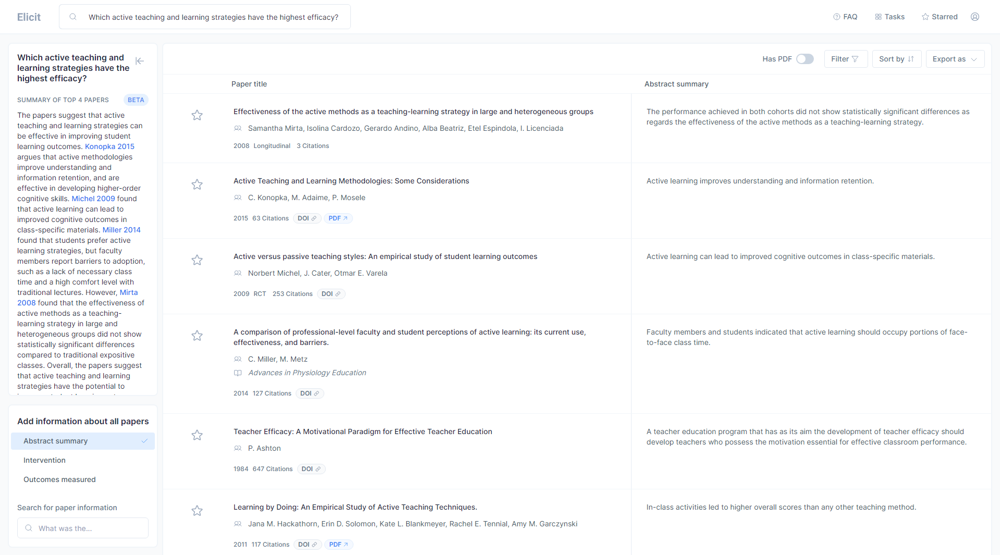 Elicit
Which active teaching and learning strategies have the highest efficacy?
FAQ
Tasks
Starred
Which active teaching and
learning strategies have the
highest efficacy?
SUMMARY OF TOP 4 PAPERS
BETA
The papers suggest that active
teaching and learning strategies can
be effective in improving student
learning outcomes. Konopka 2015
argues that active methodologies
improve understanding and
information retention, and are
effective in developing higher-order
cognitive skills. Michel 2009 found
that active learning can lead to
improved cognitive outcomes in
class-specific materials. Miller 2014
found that students prefer active
learning strategies, but faculty
members report barriers to adoption,
such as a lack of necessary class
time and a high comfort level with
traditional lectures. However, Mirta
2008 found that the effectiveness of
active methods as a teaching-
learning strategy in large and
heterogeneous groups did not show
statistically significant differences
compared to traditional expositive
classes. Overall, the papers suggest
that active teaching and learning
strategies have the potential to
Add information about all papers
Abstract summary
Intervention
Outcomes measured
Search for paper information
What was the...
Has PDF
Filter
Sort by
Export as
Paper title
Abstract summary
Effectiveness of the active methods as a teaching-learning strategy in large and heterogeneous groups
Samantha Mirta, Isolina Cardozo, Gerardo Andino, Alba Beatriz, Etel Espindola, I. Licenciada
2008 Longitudinal 3 Citations
The performance achieved in both cohorts did not show statistically significant differences as
regards the effectiveness of the active methods as a teaching-learning strategy.
Active Teaching and Learning Methodologies: Some Considerations
C. Konopka, M. Adaime, P. Mosele
2015 63 Citations DOI PDF
Active learning improves understanding and information retention.
Active versus passive teaching styles: An empirical study of student learning outcomes
Norbert Michel, J. Cater, Otmar E. Varela
2009 RCT 253 Citations DOI
Active learning can lead to improved cognitive outcomes in class-specific materials.
A comparison of professional-level faculty and student perceptions of active learning: its current use,
effectiveness, and barriers.
C. Miller, M. Metz
Advances in Physiology Education
2014 127 Citations DOI
Faculty members and students indicated that active learning should occupy portions of face-
to-face class time.
Teacher Efficacy: A Motivational Paradigm for Effective Teacher Education
P. Ashton
1984 647 Citations DOI
A teacher education program that has as its aim the development of teacher efficacy should
develop teachers who possess the motivation essential for effective classroom performance.
Learning by Doing: An Empirical Study of Active Teaching Techniques.
Jana M. Hackathorn, Erin D. Solomon, Kate L. Blankmeyer, Rachel E. Tennial, Amy M. Garczynski
2011 117 Citations DOI PDF
In-class activities led to higher overall scores than any other teaching method.